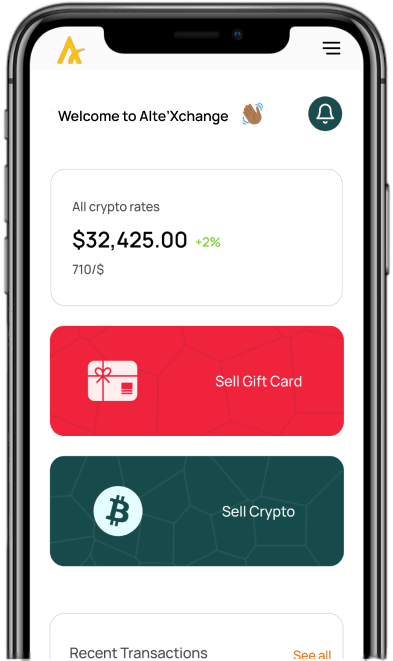 Welcome to Alte'Xchange
All crypto rates
$32,425.00 +2%
710/$
Sell Gift Card
Sell Crypto
Recent Transactions
See all